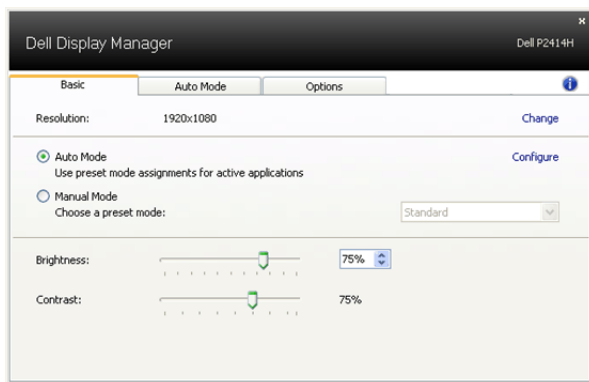 x
Dell Display Manager
Dell P2414H
Basic
Auto Mode
Options
i
Resolution:
1920x1080
Change
Auto Mode
Configure
Use preset mode assignments for active applications
Manual Mode
Choose a preset mode:
Standard
Brightness:
75%
Contrast:
75%